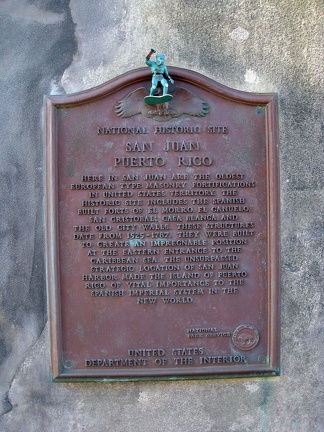 NATIONAL HISTORIC SITE
SAN JUAN
PUERTO RICO
HERE IN SAN JUAN ARE THE OLDEST
EUROPEAN TYPE MASONRY FORTIFICATIONS
IN UNITED STATES TERRITORY. THE
HISTORIC SITE INCLUDES THE SPANISH
BUILT FORTS OF EL MORRO, EL CAÑUELO,
SAN CRISTOBAL, CASA BLANCA AND
THE OLD CITY WALLS. THESE STRUCTURES
DATE FROM 1525-1787. THEY WERE BUILT
TO CREATE AN IMPREGNABLE POSITION
AT THE EASTERN ENTRANCE TO THE
CARIBBEAN SEA. THE UNSURPASSED
STRATEGIC LOCATION OF SAN JUAN
HARBOR MADE THE ISLAND OF PUERTO
RICO OF VITAL IMPORTANCE TO THE
SPANISH IMPERIAL SYSTEM IN THE
NEW WORLD.
NATIONAL
PARK SERVICE
UNITED STATES
DEPARTMENT OF THE INTERIOR